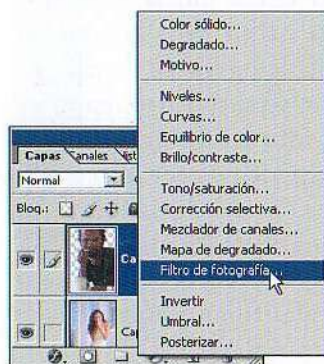 Color sólido...
Degradado...
Motivo...
Niveles...
Curvas...
Equilibrio de color...
Brillo/contraste...
Tono/saturación...
Corrección selectiva...
Mezclador de canales...
Mapa de degradado...
Filtro de fotografía...
Invertir
Umbral...
Posterizar...
Capas Canales
Normal
Bloq.: